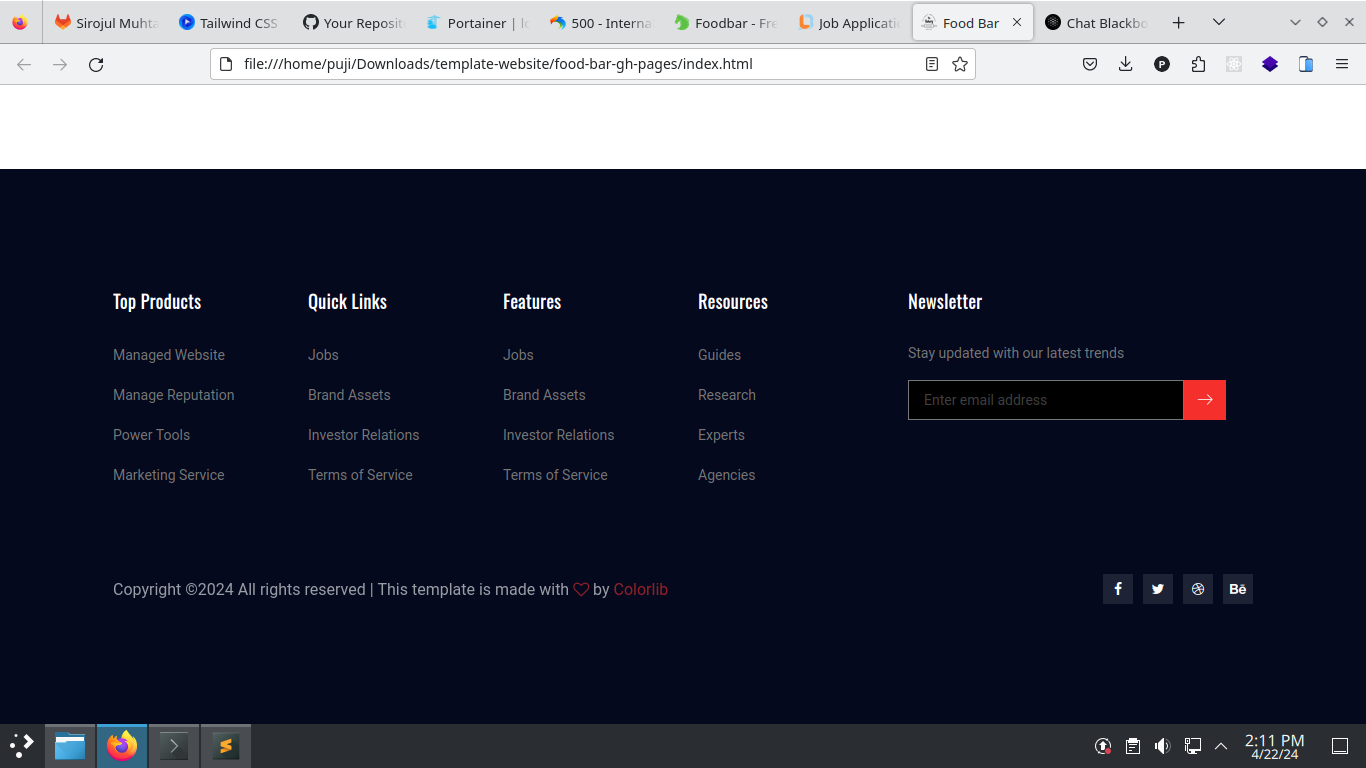 Sirojul Muhta
Tailwind CSS
Your Reposit
Portainer | l
500 - Interna
Foodbar - Fre
Job Applicati
Food Bar
Chat Blackbo
file:///home/puji/Downloads/template-website/food-bar-gh-pages/index.html
P
Top Products Quick Links Features Resources Newsletter
Managed Website Jobs Jobs Guides Stay updated with our latest trends
Manage Reputation Brand Assets Brand Assets Research Enter email address
Power Tools Investor Relations Investor Relations Experts
Marketing Service Terms of Service Terms of Service Agencies
Copyright ©2024 All rights reserved | This template is made with ♡ by Colorlib
Bē
2:11 PM
4/22/24